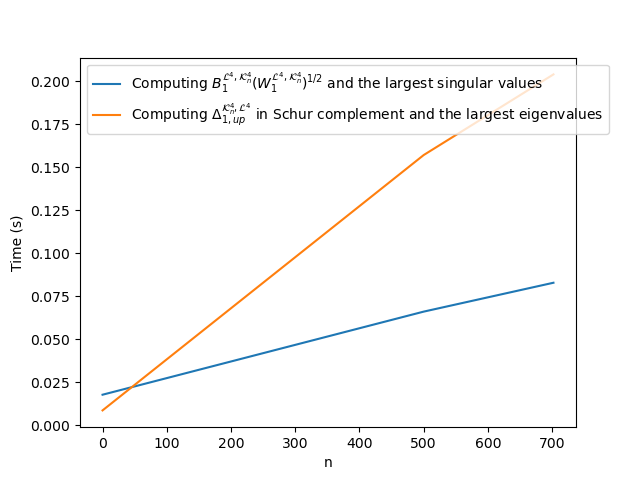 Computing $B_1^{\mathcal{L}^4,\mathcal{K}_n^4}(W_1^{\mathcal{L}^4,\mathcal{K}_n^4})^{1/2}$ and the largest singular values
Computing $\Delta_{1,up}^{\mathcal{K}_n^4,\mathcal{L}^4}$ in Schur complement and the largest eigenvalues
0.200
0.175
0.150
0.125
0.100
0.075
0.050
0.025
0.000
Time (s)
0 100 200 300 400 500 600 700
n